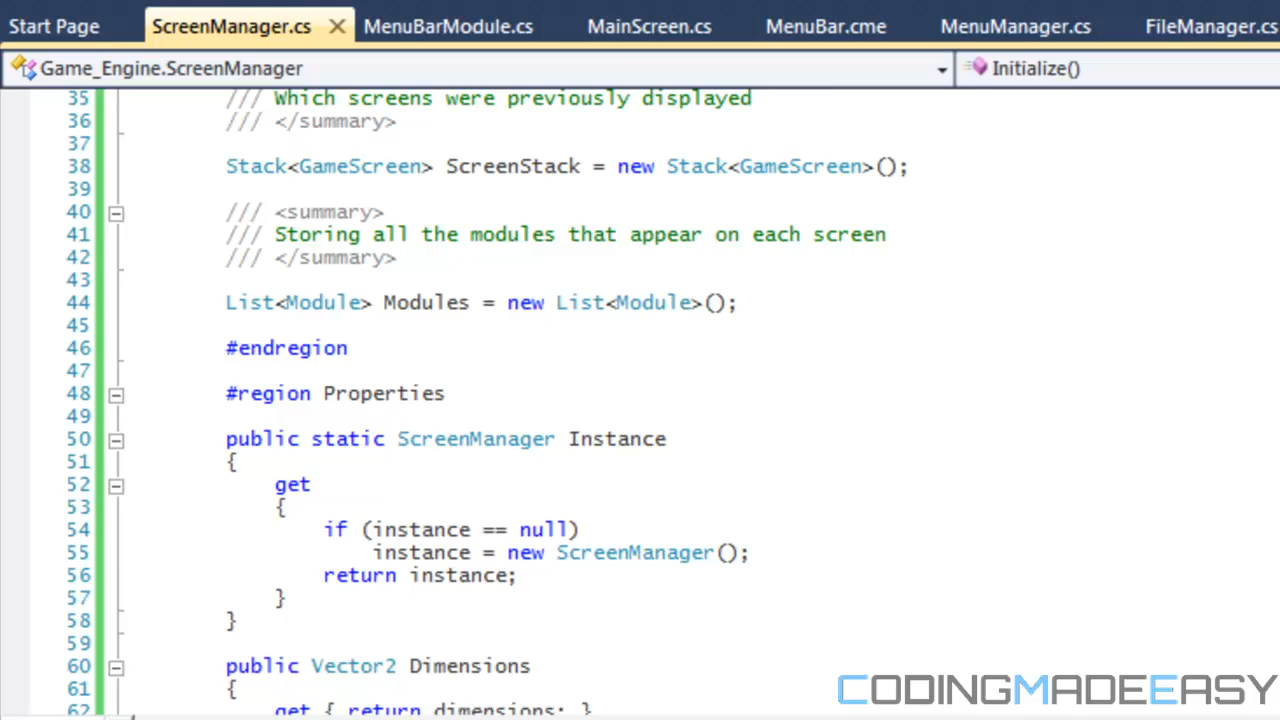 Start Page ScreenManager.cs MenuBarModule.cs MainScreen.cs MenuBar.cme MenuManager.cs FileManager.cs
Game_Engine.ScreenManager Initialize()
35 /// Which screens were previously displayed
36 /// </summary>
37
38 Stack<GameScreen> ScreenStack = new Stack<GameScreen>();
39
40 /// <summary>
41 /// Storing all the modules that appear on each screen
42 /// </summary>
43
44 List<Module> Modules = new List<Module>();
45
46 #endregion
47
48 #region Properties
49
50 public static ScreenManager Instance
51 {
52 get
53 {
54 if (instance == null)
55 instance = new ScreenManager();
56 return instance;
57 }
58 }
59
60 public Vector2 Dimensions
61 {
62 get { return dimensions; }
CODINGMADEEASY